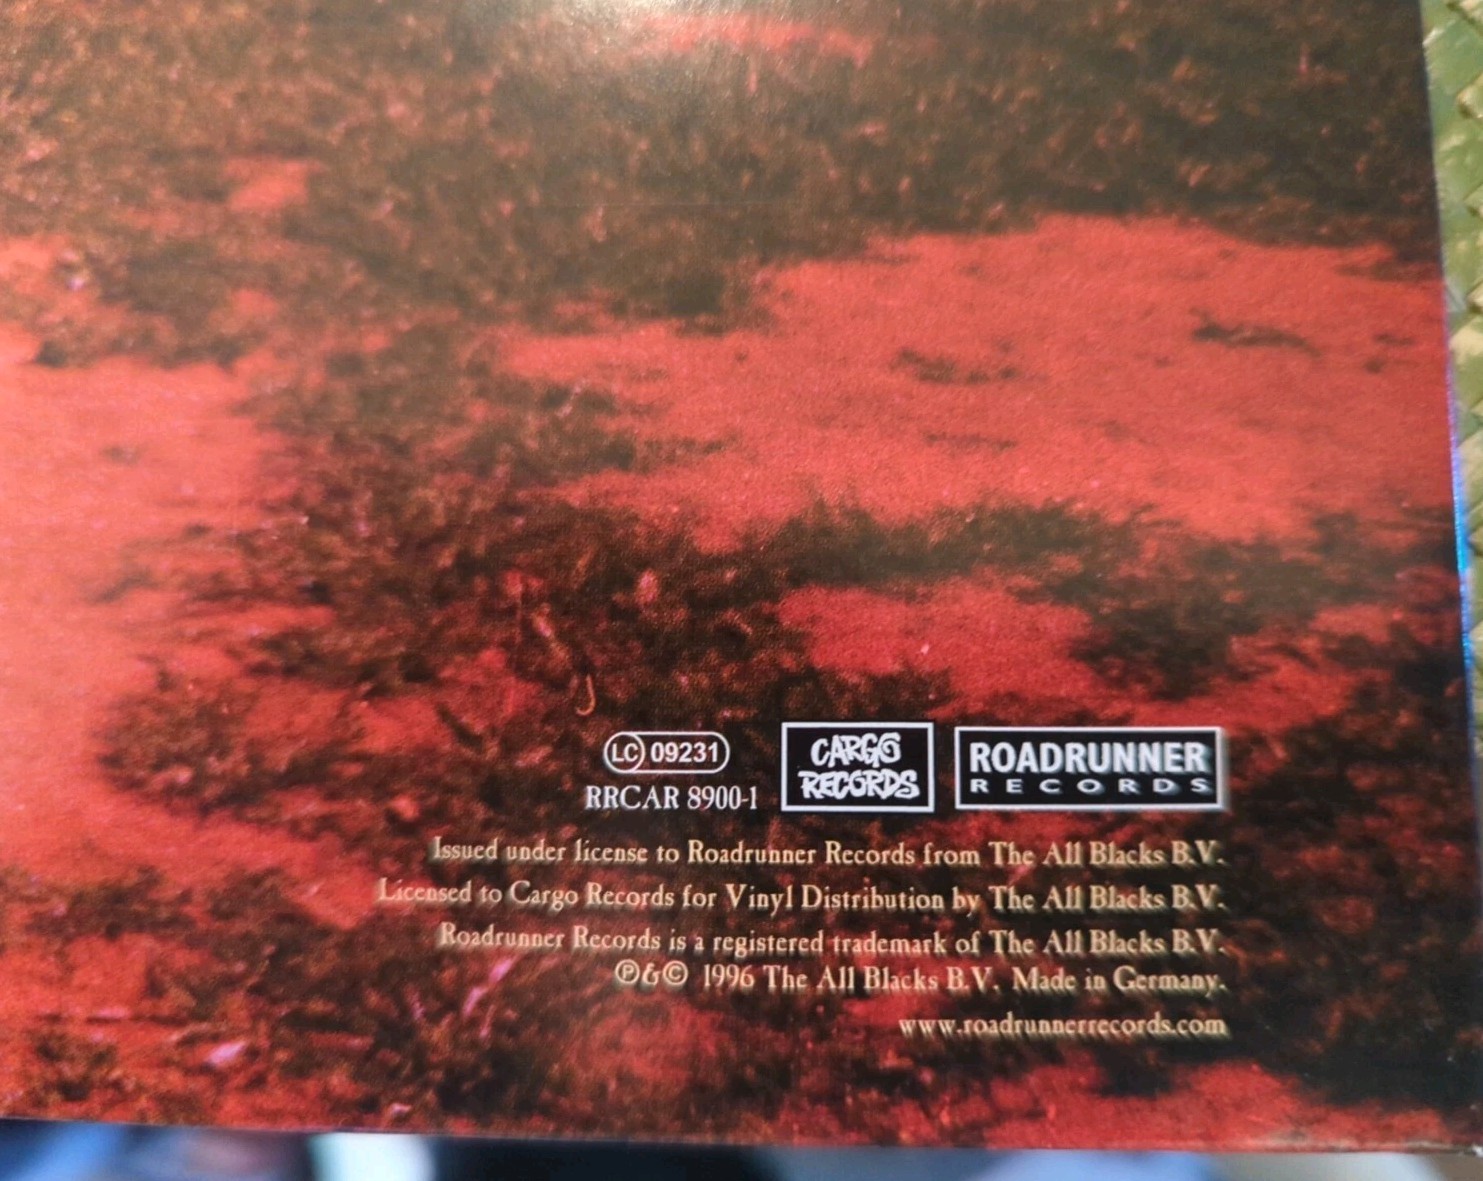 LC 09231
RRCAR 8900-1
CARGO
RECORDS
ROADRUNNER
RECORDS
Issued under license to Roadrunner Records from The All Blacks B.V.
Licensed to Cargo Records for Vinyl Distribution by The All Blacks B.V.
Roadrunner Records is a registered trademark of The All Blacks B.V.
℗&© 1996 The All Blacks B.V. Made in Germany.
www.roadrunnerrecords.com